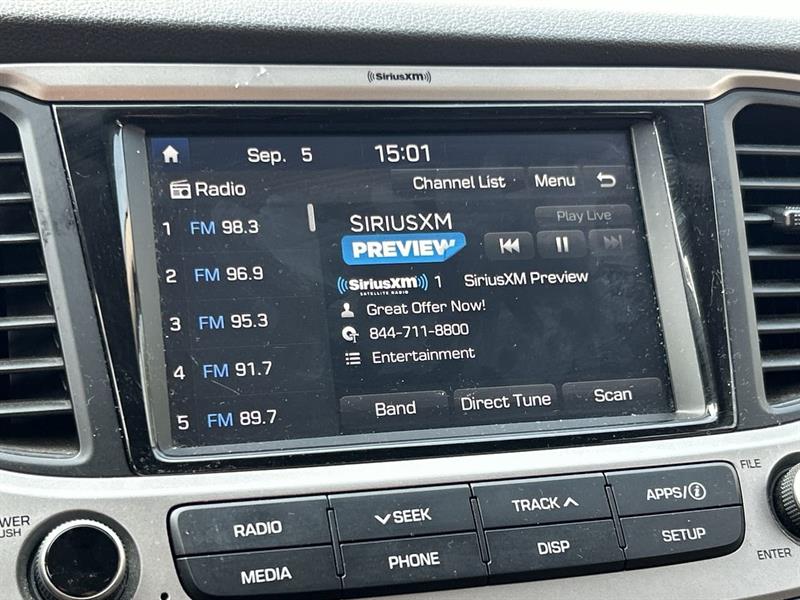 ((SiriusXM))
Sep. 5 15:01
Radio Channel List Menu
1 FM 98.3
2 FM 96.9
3 FM 95.3
4 FM 91.7
5 FM 89.7
SIRIUSXM Play Live
PREVIEW
((SiriusXM)) 1 SiriusXM Preview
SATELLITE RADIO
Great Offer Now!
844-711-8800
Entertainment
Band Direct Tune Scan
RADIO SEEK TRACK APPS/i
MEDIA PHONE DISP SETUP
OWER
USH
FILE
ENTER